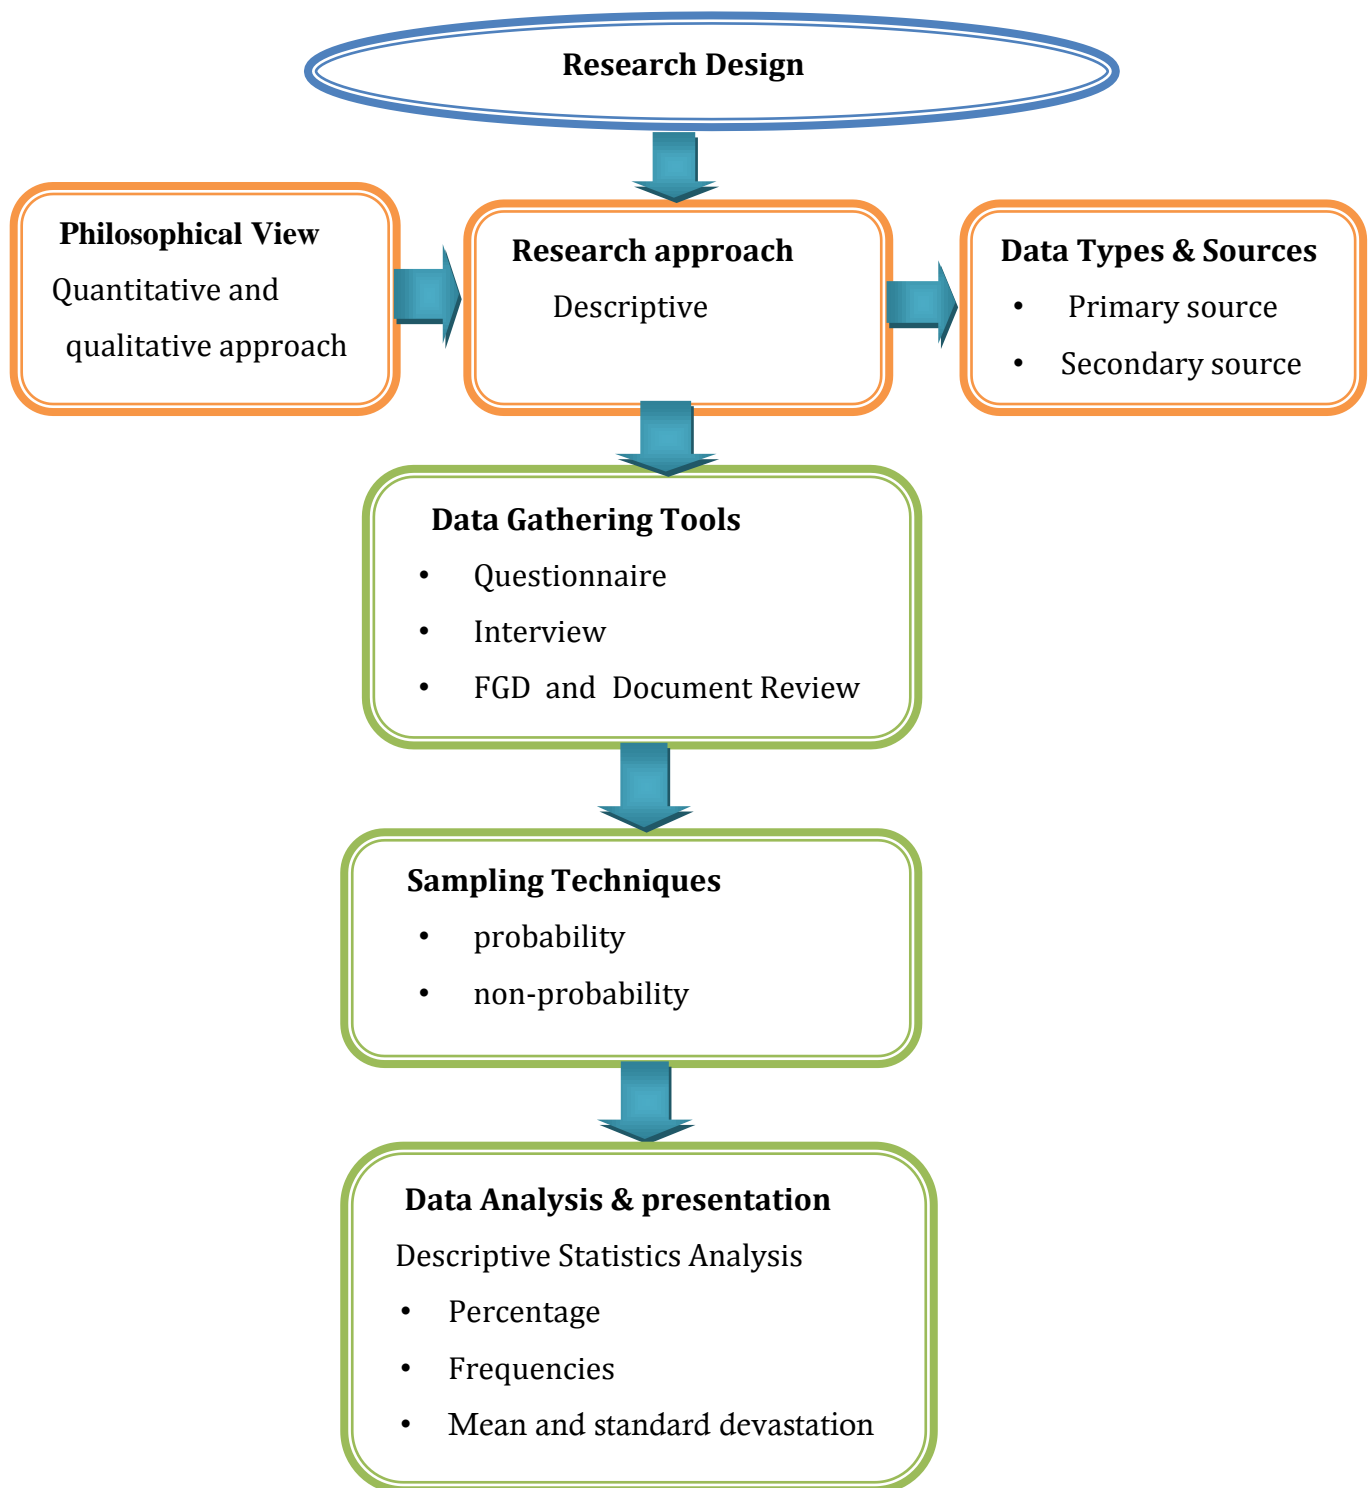 Research Design
Philosophical View
Quantitative and
qualitative approach
Research approach
Descriptive
Data Types & Sources
• Primary source
• Secondary source
Data Gathering Tools
• Questionnaire
• Interview
• FGD and Document Review
Sampling Techniques
• probability
• non-probability
Data Analysis & presentation
Descriptive Statistics Analysis
• Percentage
• Frequencies
• Mean and standard devastation